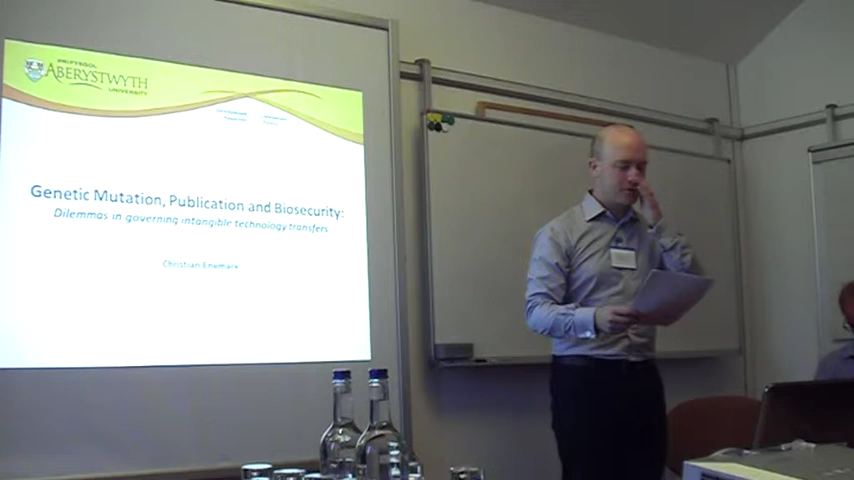 PRIFYSGOL
ABERYSTWYTH
UNIVERSITY
Genetic Mutation, Publication and Biosecurity:
Dilemmas in governing intangible technology transfers
Christian Enemark